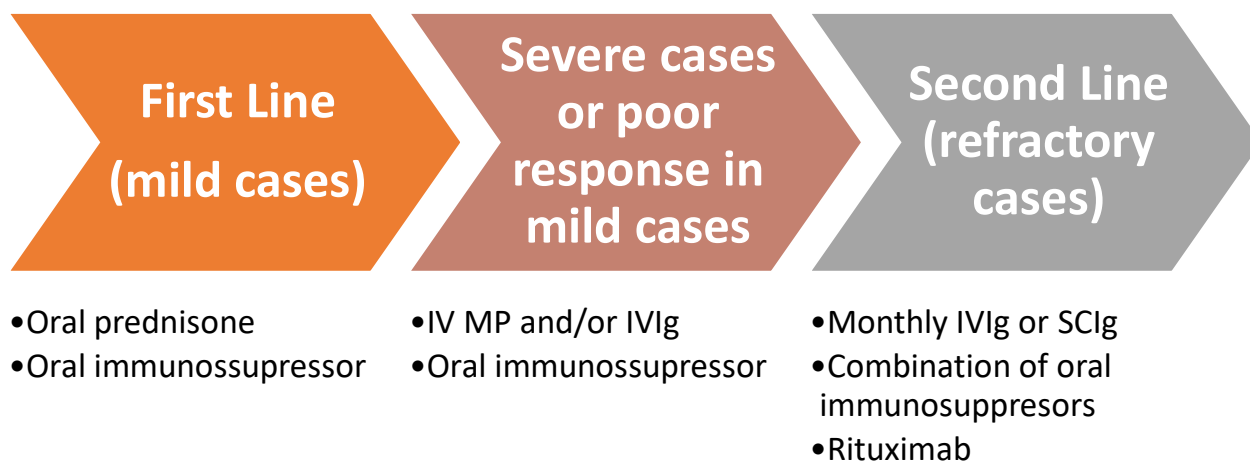 First Line
(mild cases)
Severe cases
or poor
response in
mild cases
Second Line
(refractory
cases)
•Oral prednisone
•Oral immunossupressor
•IV MP and/or IVIg
•Oral immunossupressor
•Monthly IVIg or SCIg
•Combination of oral
immunosuppresors
•Rituximab